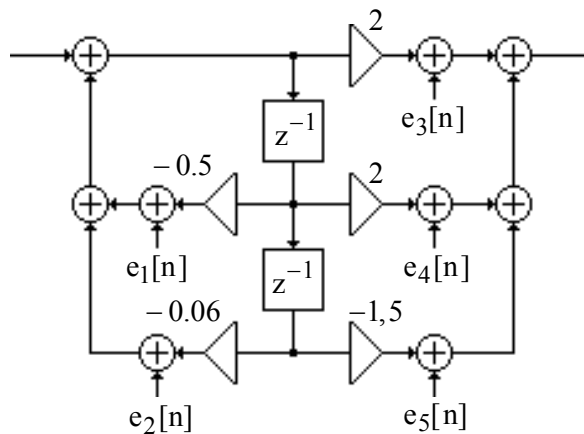 2
e3[n]
z−1
− 0.5
2
e1[n]
e4[n]
z−1
− 0.06
−1,5
e2[n]
e5[n]